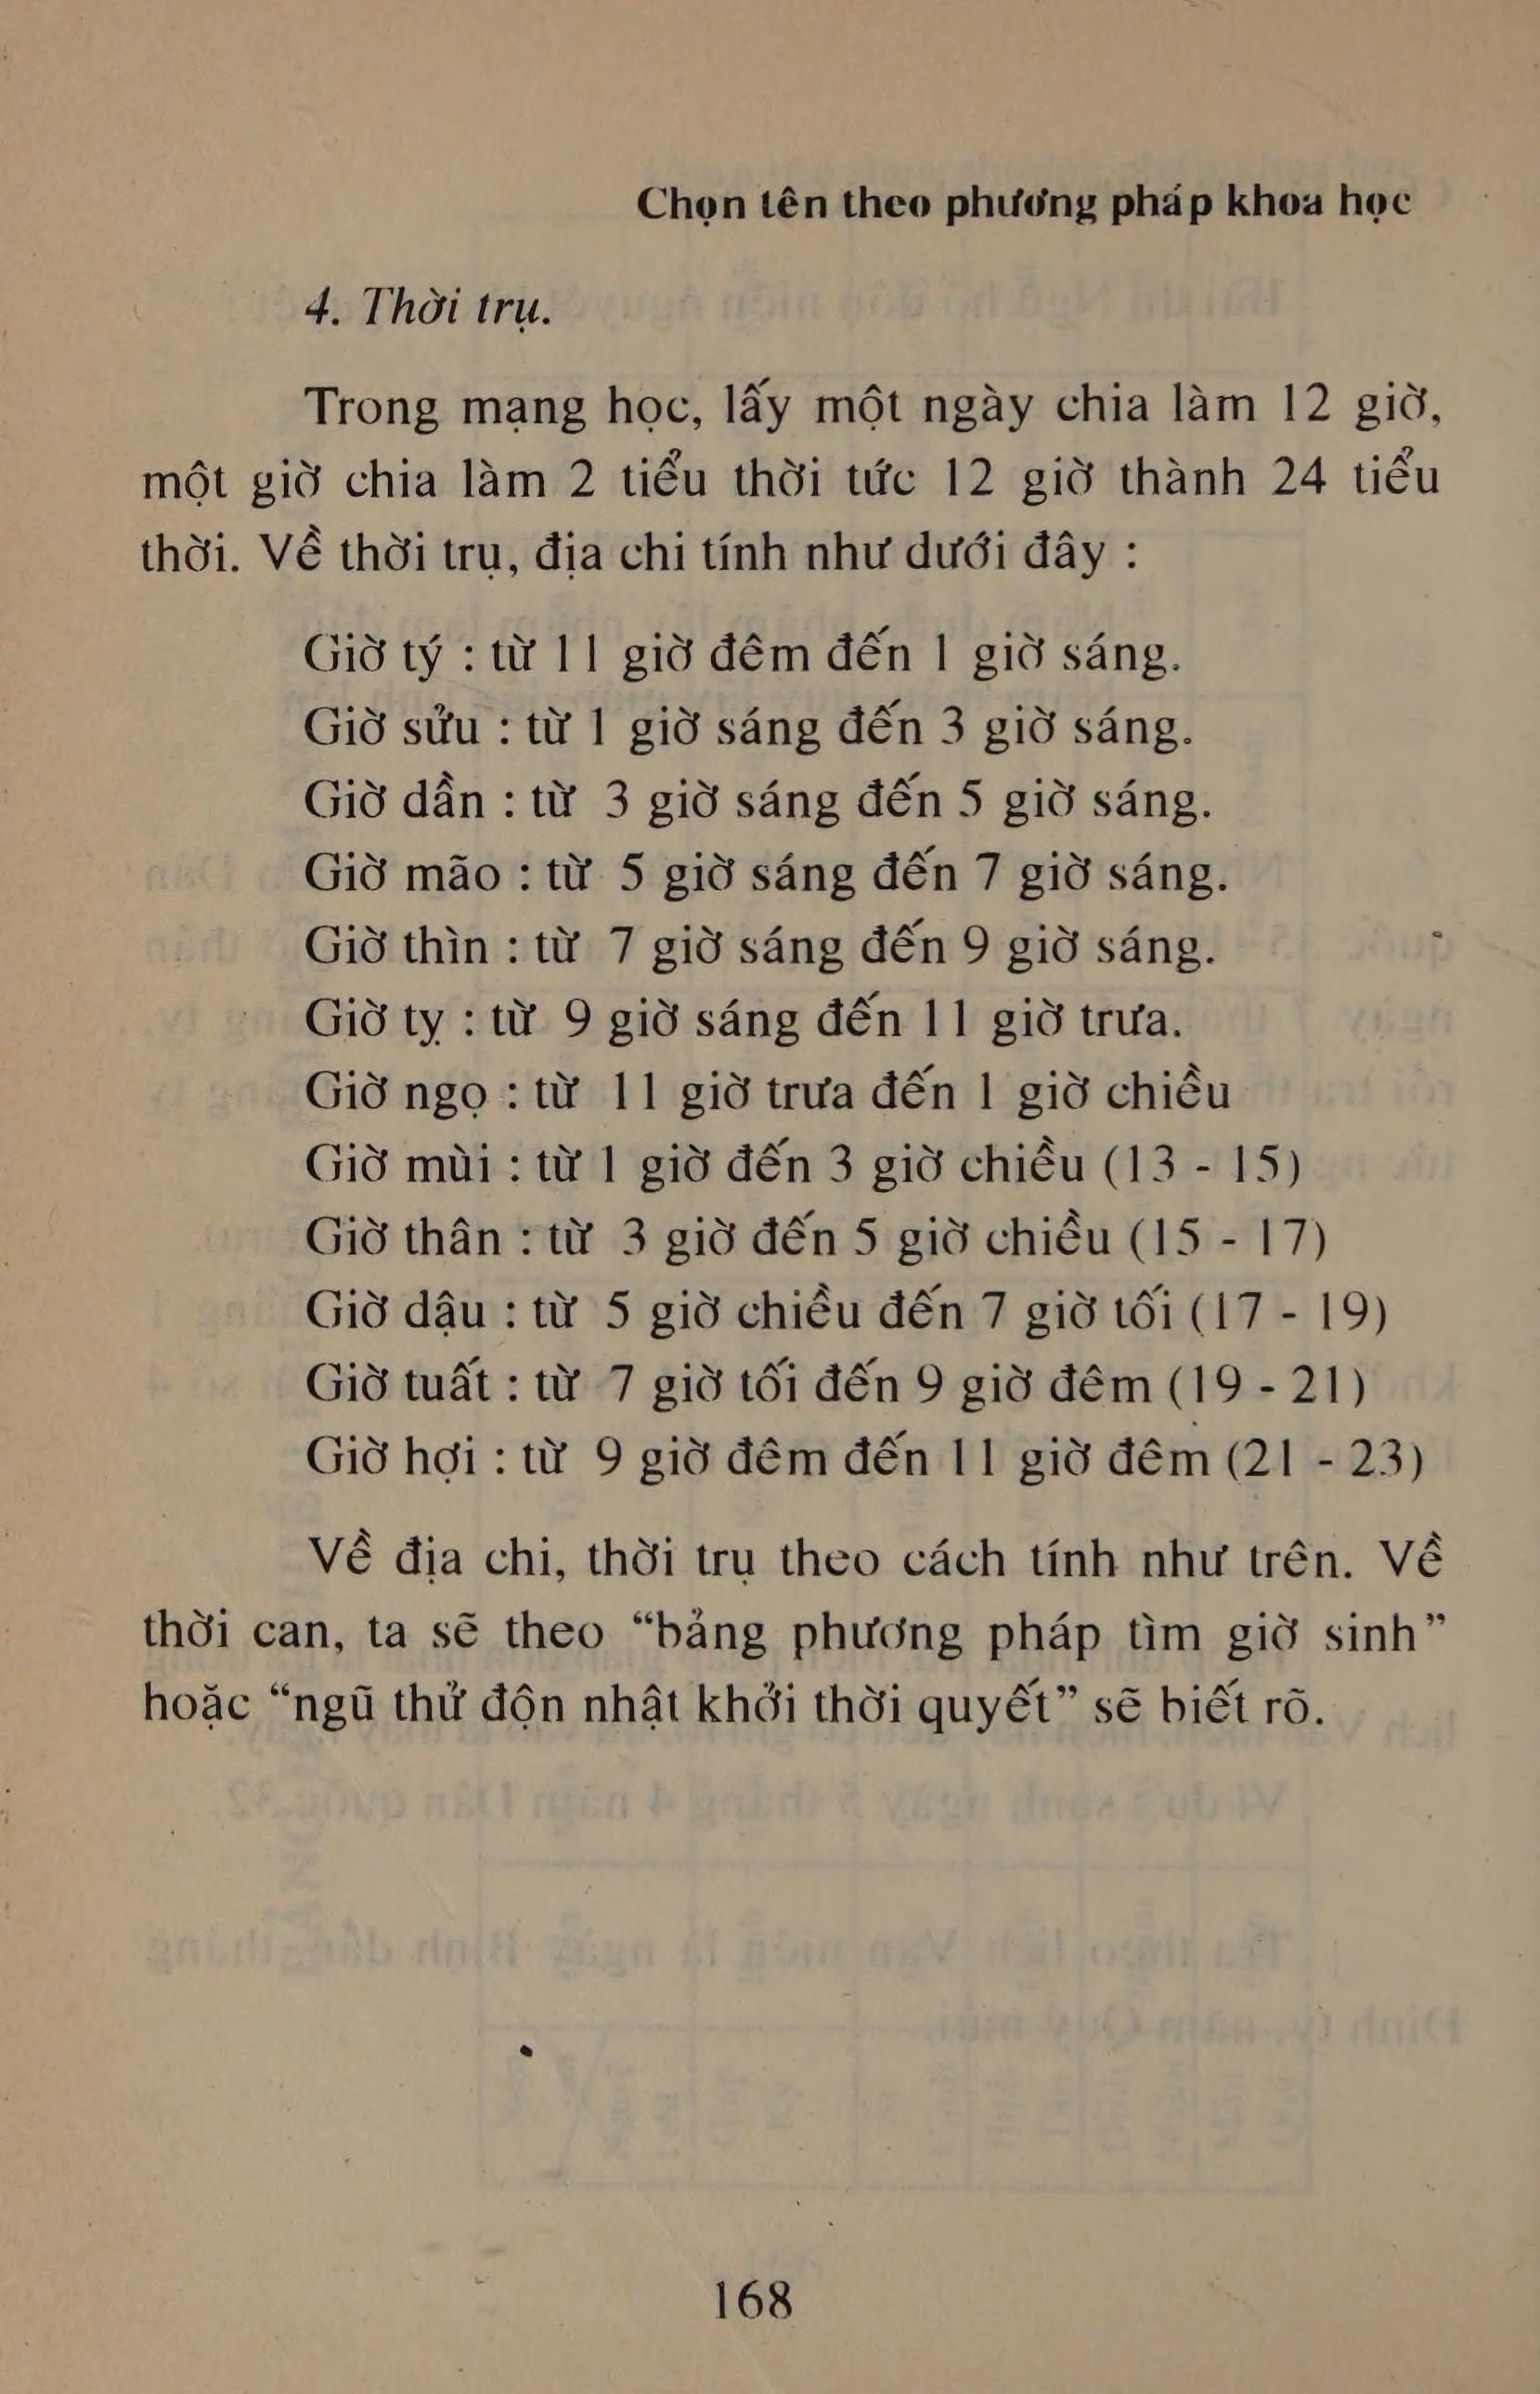 Chọn tên theo phương pháp khoa học
4. Thời trụ.
Trong mạng học, lấy một ngày chia làm 12 giờ,
một giờ chia làm 2 tiểu thời tức 12 giờ thành 24 tiểu
thời. Về thời trụ, địa chi tính như dưới đây :
Giờ tý : từ 11 giờ đêm đến 1 giờ sáng.
Giờ sửu : từ 1 giờ sáng đến 3 giờ sáng.
Giờ dần : từ 3 giờ sáng đến 5 giờ sáng.
Giờ mão : từ 5 giờ sáng đến 7 giờ sáng.
Giờ thìn : từ 7 giờ sáng đến 9 giờ sáng.
Giờ tỵ : từ 9 giờ sáng đến 11 giờ trưa.
Giờ ngọ : từ 11 giờ trưa đến 1 giờ chiều
Giờ mùi : từ 1 giờ đến 3 giờ chiều (13 - 15)
Giờ thân : từ 3 giờ đến 5 giờ chiều (15 - 17)
Giờ dậu : từ 5 giờ chiều đến 7 giờ tối (17 - 19)
Giờ tuất : từ 7 giờ tối đến 9 giờ đêm (19 - 21)
Giờ hợi : từ 9 giờ đêm đến 11 giờ đêm (21 - 23)
Về địa chi, thời trụ theo cách tính như trên. Về
thời can, ta sẽ theo “bảng phương pháp tìm giờ sinh”
hoặc “ngũ thử độn nhật khởi thời quyết” sẽ biết rõ.
168